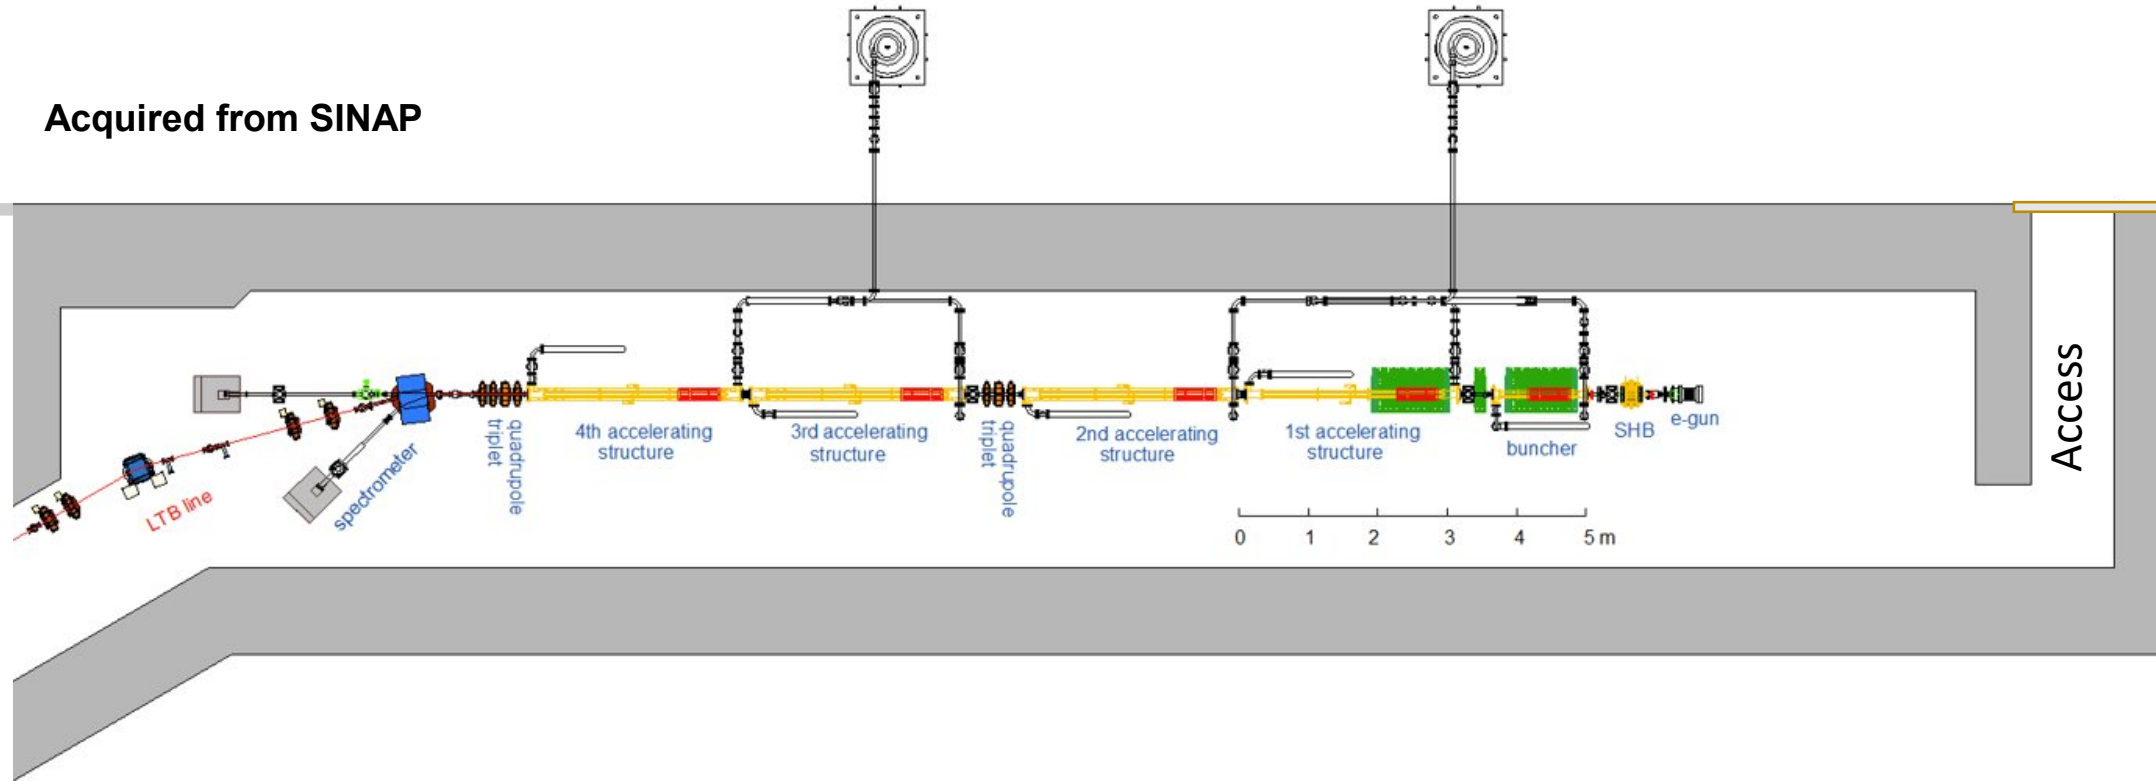 Acquired from SINAP
Access
4th accelerating
structure
3rd accelerating
structure
2nd accelerating
structure
1st accelerating
structure
buncher
SHB
e-gun
quadrupole
triplet
quadrupole
triplet
spectrometer
LTB line
0 1 2 3 4 5 m